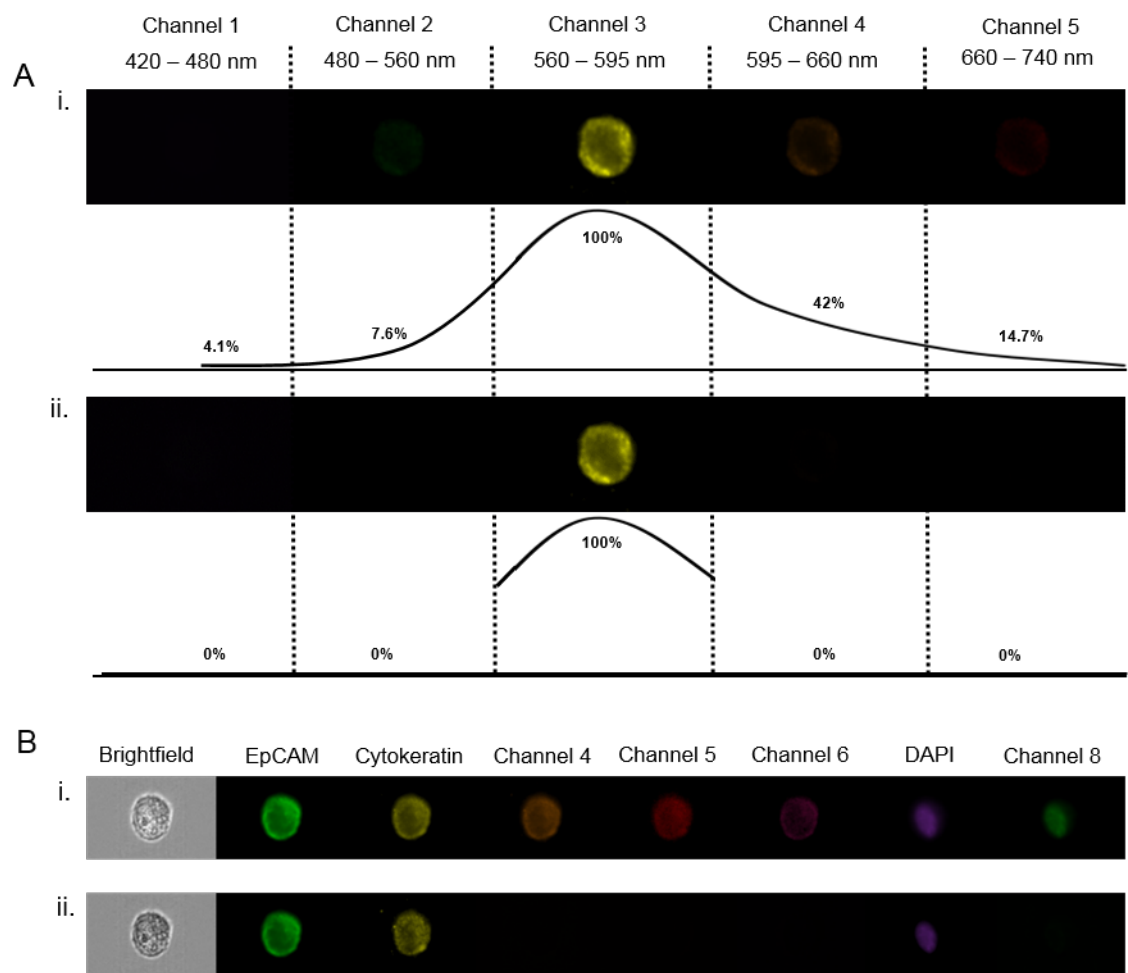 Channel 1 Channel 2 Channel 3 Channel 4 Channel 5
420 – 480 nm 480 – 560 nm 560 – 595 nm 595 – 660 nm 660 – 740 nm
A
i.
4.1% 7.6% 100% 42% 14.7%
ii.
100%
0% 0% 0% 0%
B
Brightfield EpCAM Cytokeratin Channel 4 Channel 5 Channel 6 DAPI Channel 8
i.
ii.